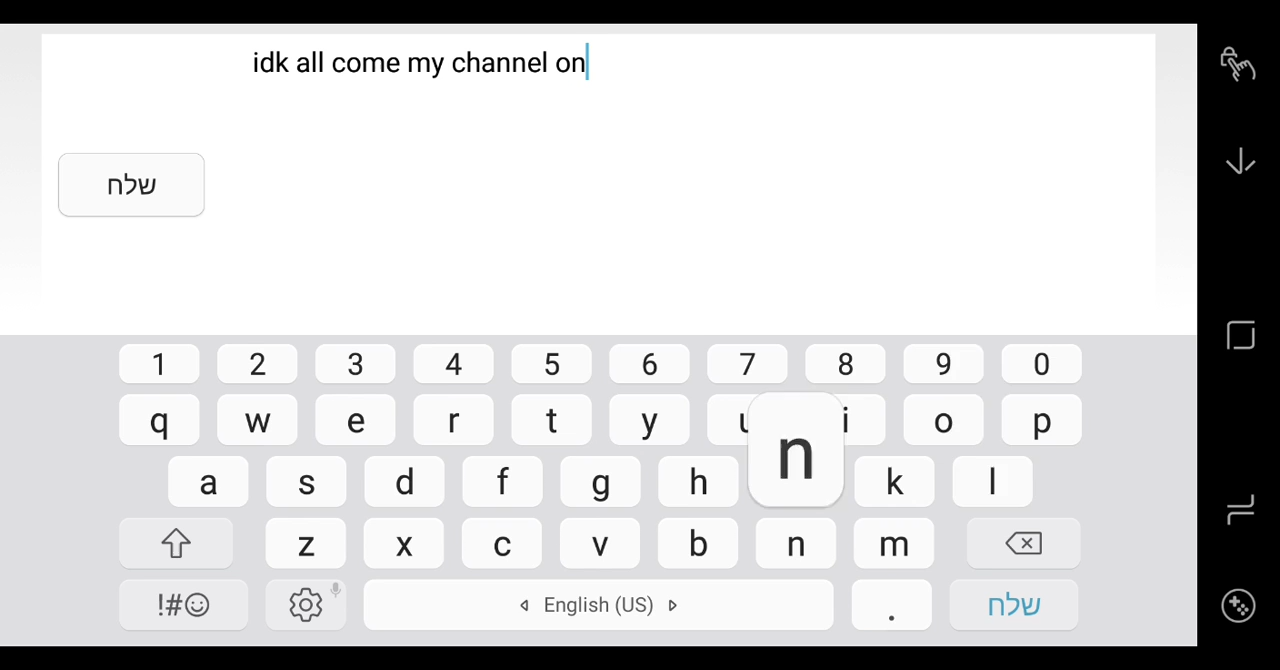 idk all come my channel on
שלח
1 2 3 4 5 6 7 8 9 0
q w e r t y u i o p
n
a s d f g h k l
z x c v b n m
!#☺ English (US) . שלח